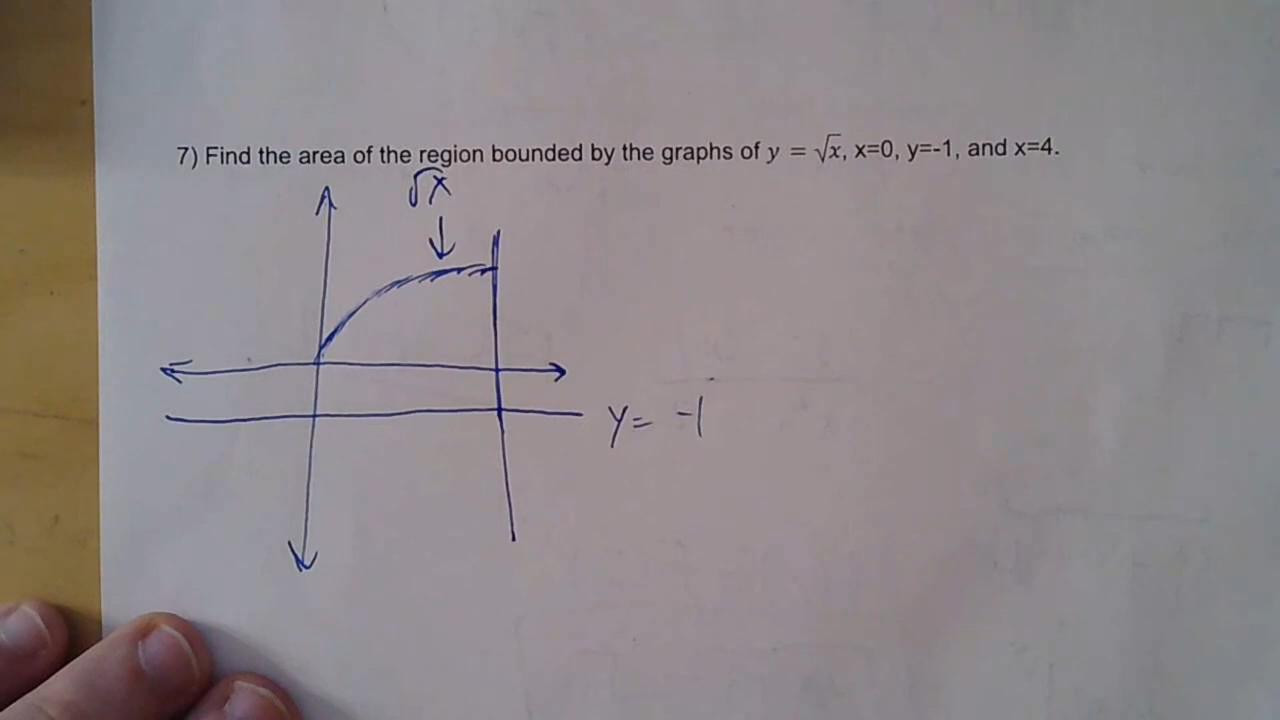 7) Find the area of the region bounded by the graphs of y = √x, x=0, y=-1, and x=4.
√x
y= -1